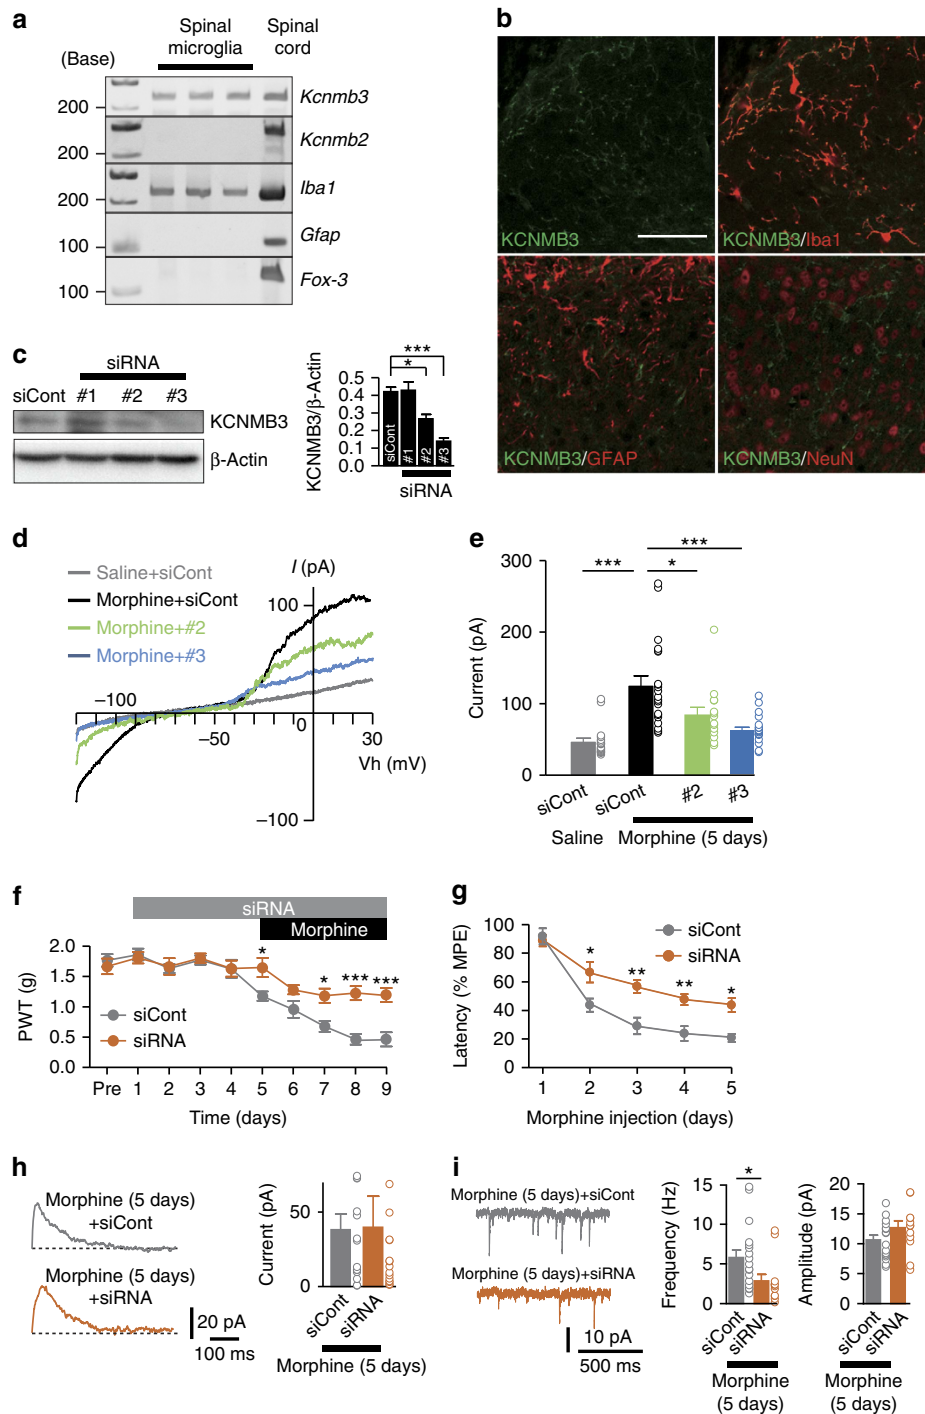 a
Spinal microglia
Spinal cord
(Base)
200
Kcnmb3
200
Kcnmb2
200
Iba1
100
Gfap
100
Fox-3
b
KCNMB3
KCNMB3/Iba1
KCNMB3/GFAP
KCNMB3/NeuN
c
siRNA
siCont #1 #2 #3
KCNMB3
β-Actin
***
*
KCNMB3/β-Actin
0.5
0.4
0.3
0.2
0.1
0.0
siCont
#1
#2
#3
siRNA
d
Saline+siCont
Morphine+siCont
Morphine+#2
Morphine+#3
I (pA)
100
−100
−50
0
30
Vh (mV)
−100
e
Current (pA)
300
200
100
0
***
*
***
siCont
siCont
#2
#3
Saline
Morphine (5 days)
f
siRNA
Morphine
PWT (g)
2.0
1.5
1.0
0.5
0.0
*
*
***
***
siCont
siRNA
Pre 1 2 3 4 5 6 7 8 9
Time (days)
g
Latency (% MPE)
100
80
60
40
20
0
siCont
siRNA
*
**
**
*
1 2 3 4 5
Morphine injection (days)
h
Morphine (5 days)
+siCont
Morphine (5 days)
+siRNA
20 pA
100 ms
Current (pA)
50
0
siCont
siRNA
Morphine (5 days)
i
Morphine (5 days)+siCont
Morphine (5 days)+siRNA
10 pA
500 ms
Frequency (Hz)
15
10
5
0
*
siCont
siRNA
Morphine
(5 days)
Amplitude (pA)
20
15
10
5
0
siCont
siRNA
Morphine
(5 days)